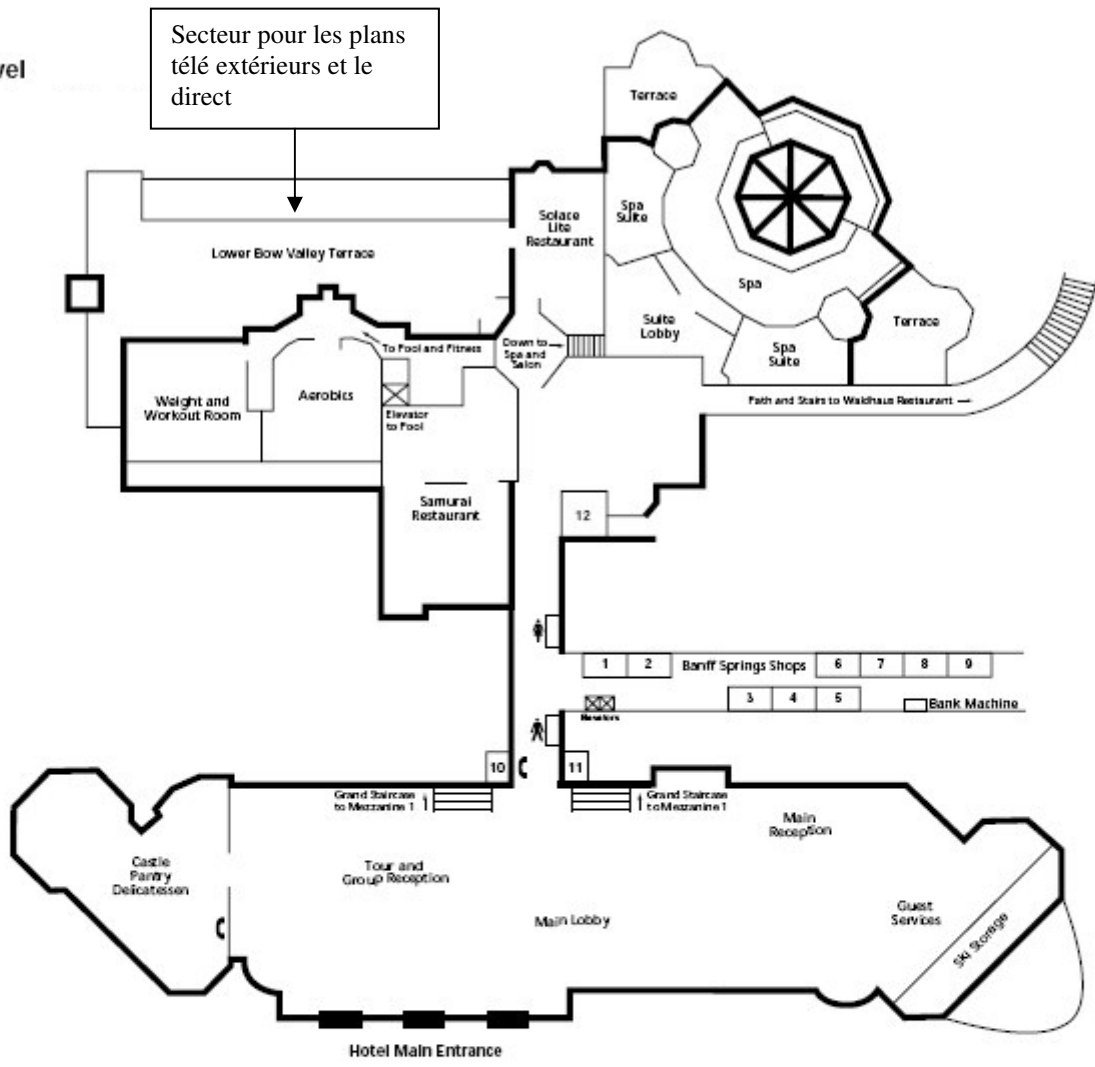 Secteur pour les plans
télé extérieurs et le
direct
vel
Terrace
Spa
Suite
Solace
Lite
Restaurant
Lower Bow Valley Terrace
Spa
Suite
Lobby
Terrace
Spa
Suite
To Pool and Fitness
Down to
Spa and
Salon
Weight and
Workout Room
Aerobics
Elevator
to Pool
Path and Stairs to Waldhaus Restaurant
Samurai
Restaurant
12
1
2
Banff Springs Shops
6
7
8
9
3
4
5
Bank Machine
Elevators
10
11
Grand Staircase
to Mezzanine 1
Grand Staircase
to Mezzanine 1
Main
Reception
Castle
Pantry
Delicatessen
Tour and
Group Reception
Main Lobby
Guest
Services
Ski Storage
Hotel Main Entrance